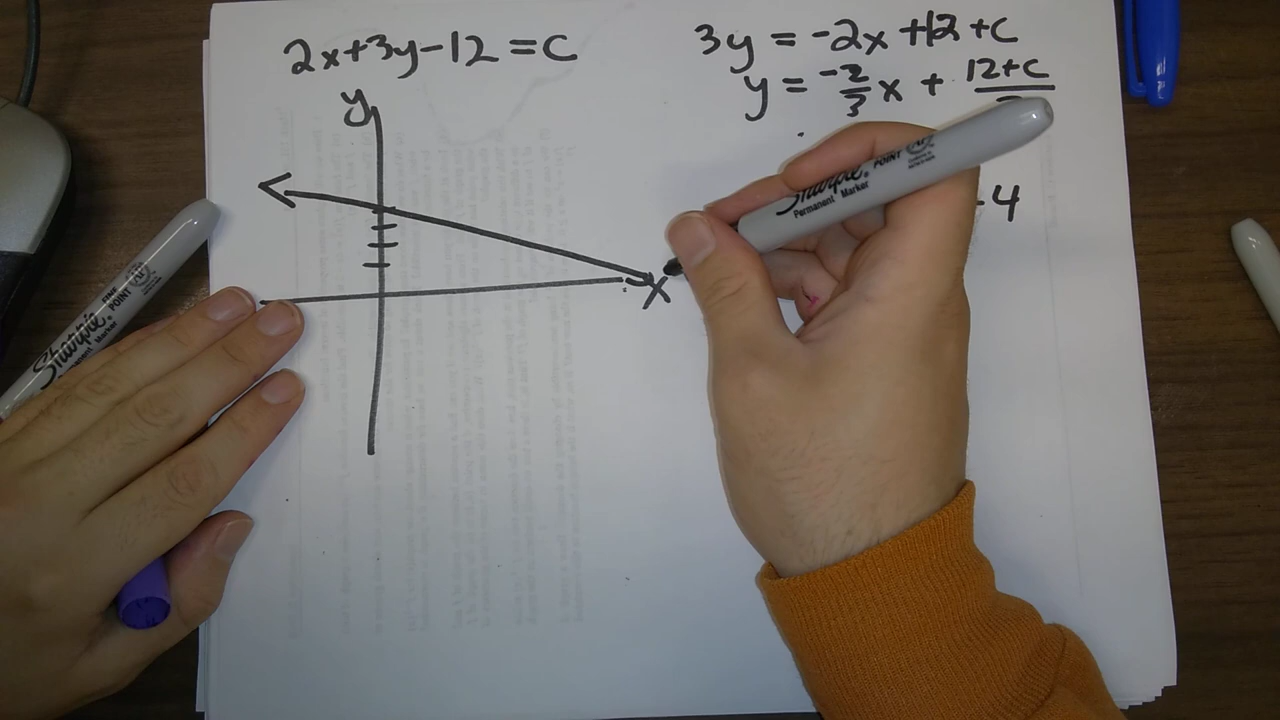 2x+3y-12=C
3y = -2x+12+C
y = -2/3 x + 12+C
-4
y
x
Sharpie
FINE POINT
Permanent Marker
Sharpie
POINT
Permanent Marker
AP